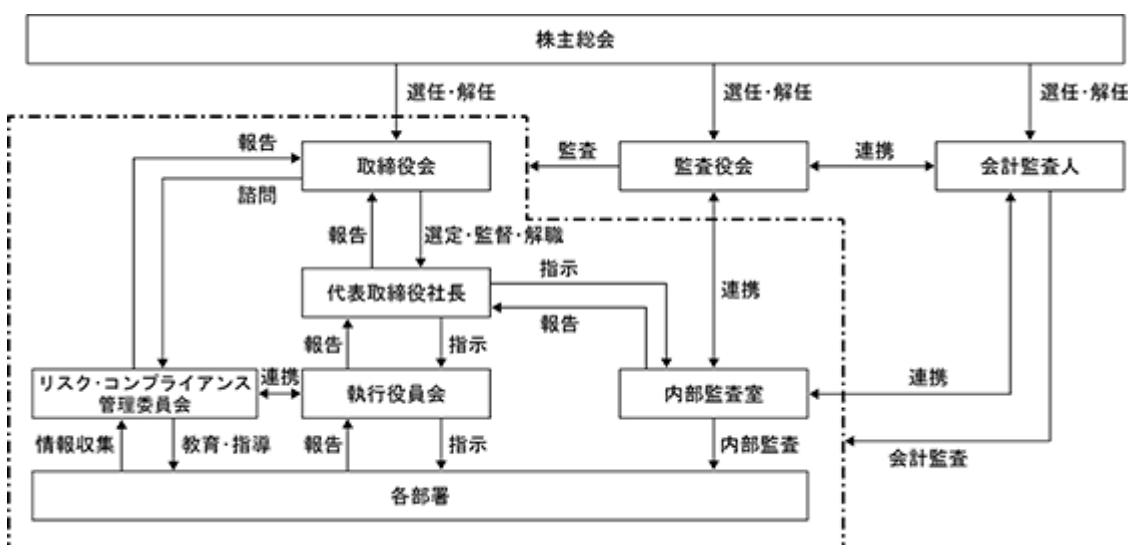 株主総会
選任・解任
選任・解任
選任・解任
報告
取締役会
監査
監査役会
連携
会計監査人
諮問
報告
選定・監督・解職
指示
代表取締役社長
連携
報告
報告
指示
リスク・コンプライアンス
管理委員会
連携
執行役員会
内部監査室
連携
情報収集
教育・指導
報告
指示
内部監査
会計監査
各部署